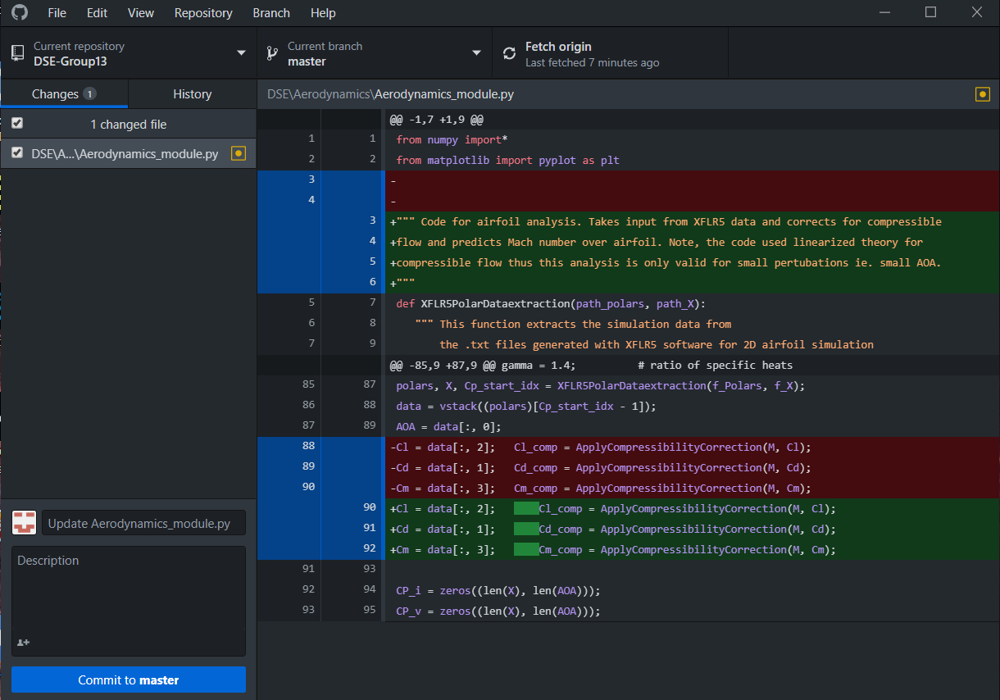 File Edit View Repository Branch Help
Current repository
DSE-Group13
Current branch
master
Fetch origin
Last fetched 7 minutes ago
Changes 1
History
DSE\Aerodynamics\Aerodynamics_module.py
1 changed file
DSE\A...\Aerodynamics_module.py
@@ -1,7 +1,9 @@
1 1 from numpy import*
2 2 from matplotlib import pyplot as plt
3 -
4 -
3 +""" Code for airfoil analysis. Takes input from XFLR5 data and corrects for compressible
4 +flow and predicts Mach number over airfoil. Note, the code used linearized theory for
5 +compressible flow thus this analysis is only valid for small pertubations ie. small AOA.
6 +"""
5 7 def XFLR5PolarDataextraction(path_polars, path_X):
6 8 """ This function extracts the simulation data from
7 9 the .txt files generated with XFLR5 software for 2D airfoil simulation
@@ -85,9 +87,9 @@ gamma = 1.4; # ratio of specific heats
85 87 polars, X, Cp_start_idx = XFLR5PolarDataextraction(f_Polars, f_X);
86 88 data = vstack((polars)[Cp_start_idx - 1]);
87 89 AOA = data[:, 0];
88 -Cl = data[:, 2]; Cl_comp = ApplyCompressibilityCorrection(M, Cl);
89 -Cd = data[:, 1]; Cd_comp = ApplyCompressibilityCorrection(M, Cd);
90 -Cm = data[:, 3]; Cm_comp = ApplyCompressibilityCorrection(M, Cm);
90 +Cl = data[:, 2]; Cl_comp = ApplyCompressibilityCorrection(M, Cl);
91 +Cd = data[:, 1]; Cd_comp = ApplyCompressibilityCorrection(M, Cd);
92 +Cm = data[:, 3]; Cm_comp = ApplyCompressibilityCorrection(M, Cm);
91 93
92 94 CP_i = zeros((len(X), len(AOA)));
93 95 CP_v = zeros((len(X), len(AOA)));
Update Aerodynamics_module.py
Description
Commit to master